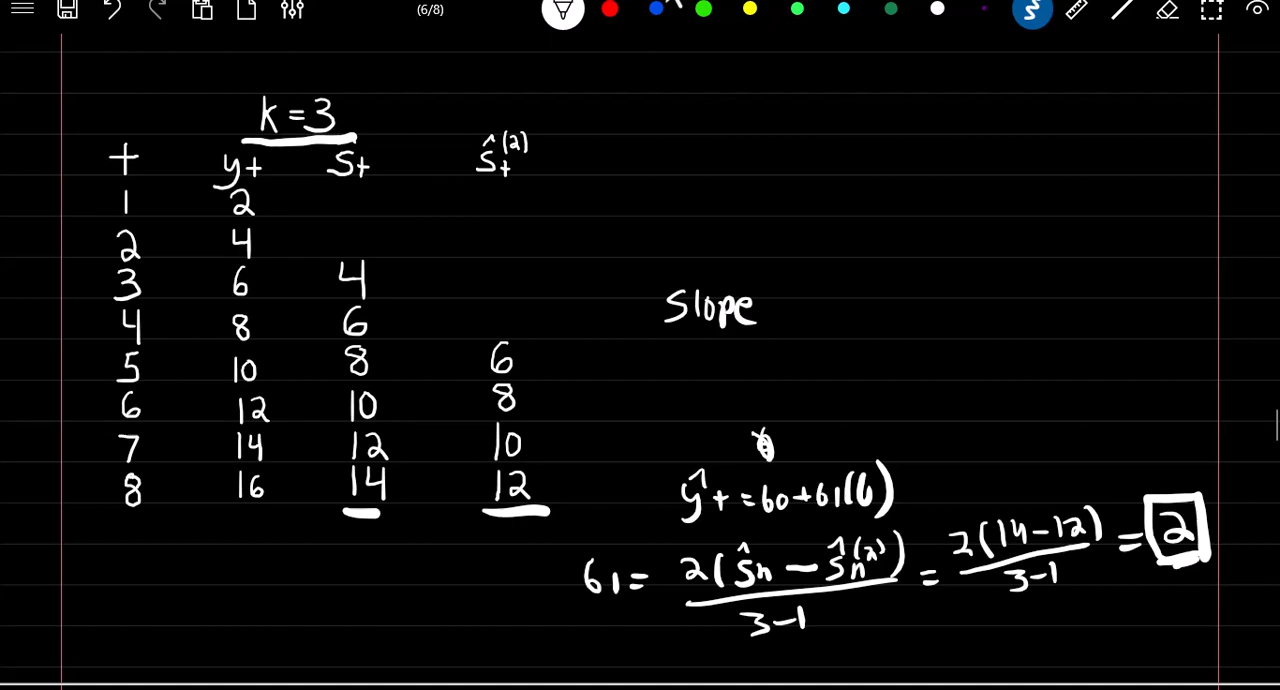 (6/8)
k=3
t yt St Ŝt^(2)
1 2
2 4
3 6 4
4 8 6
Slope
5 10 8 6
6 12 10 8
7 14 12 10
8 16 14 12
ŷt = b0 + b1(6)
b1 = 2(Ŝn − Ŝn^(2)) / 3-1 = 2(14-12) / 3-1 = 2